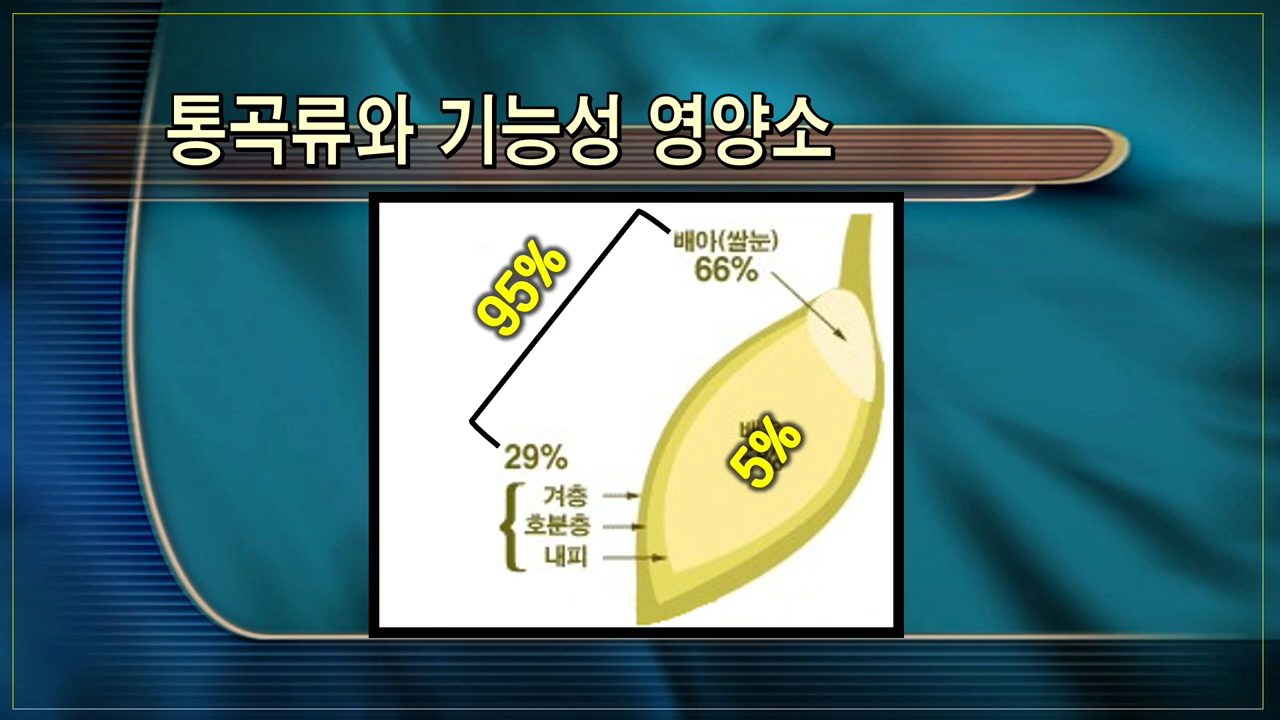 통곡류와 기능성 영양소
95%
배아(쌀눈)
66%
5%
29%
겨층
호분층
내피